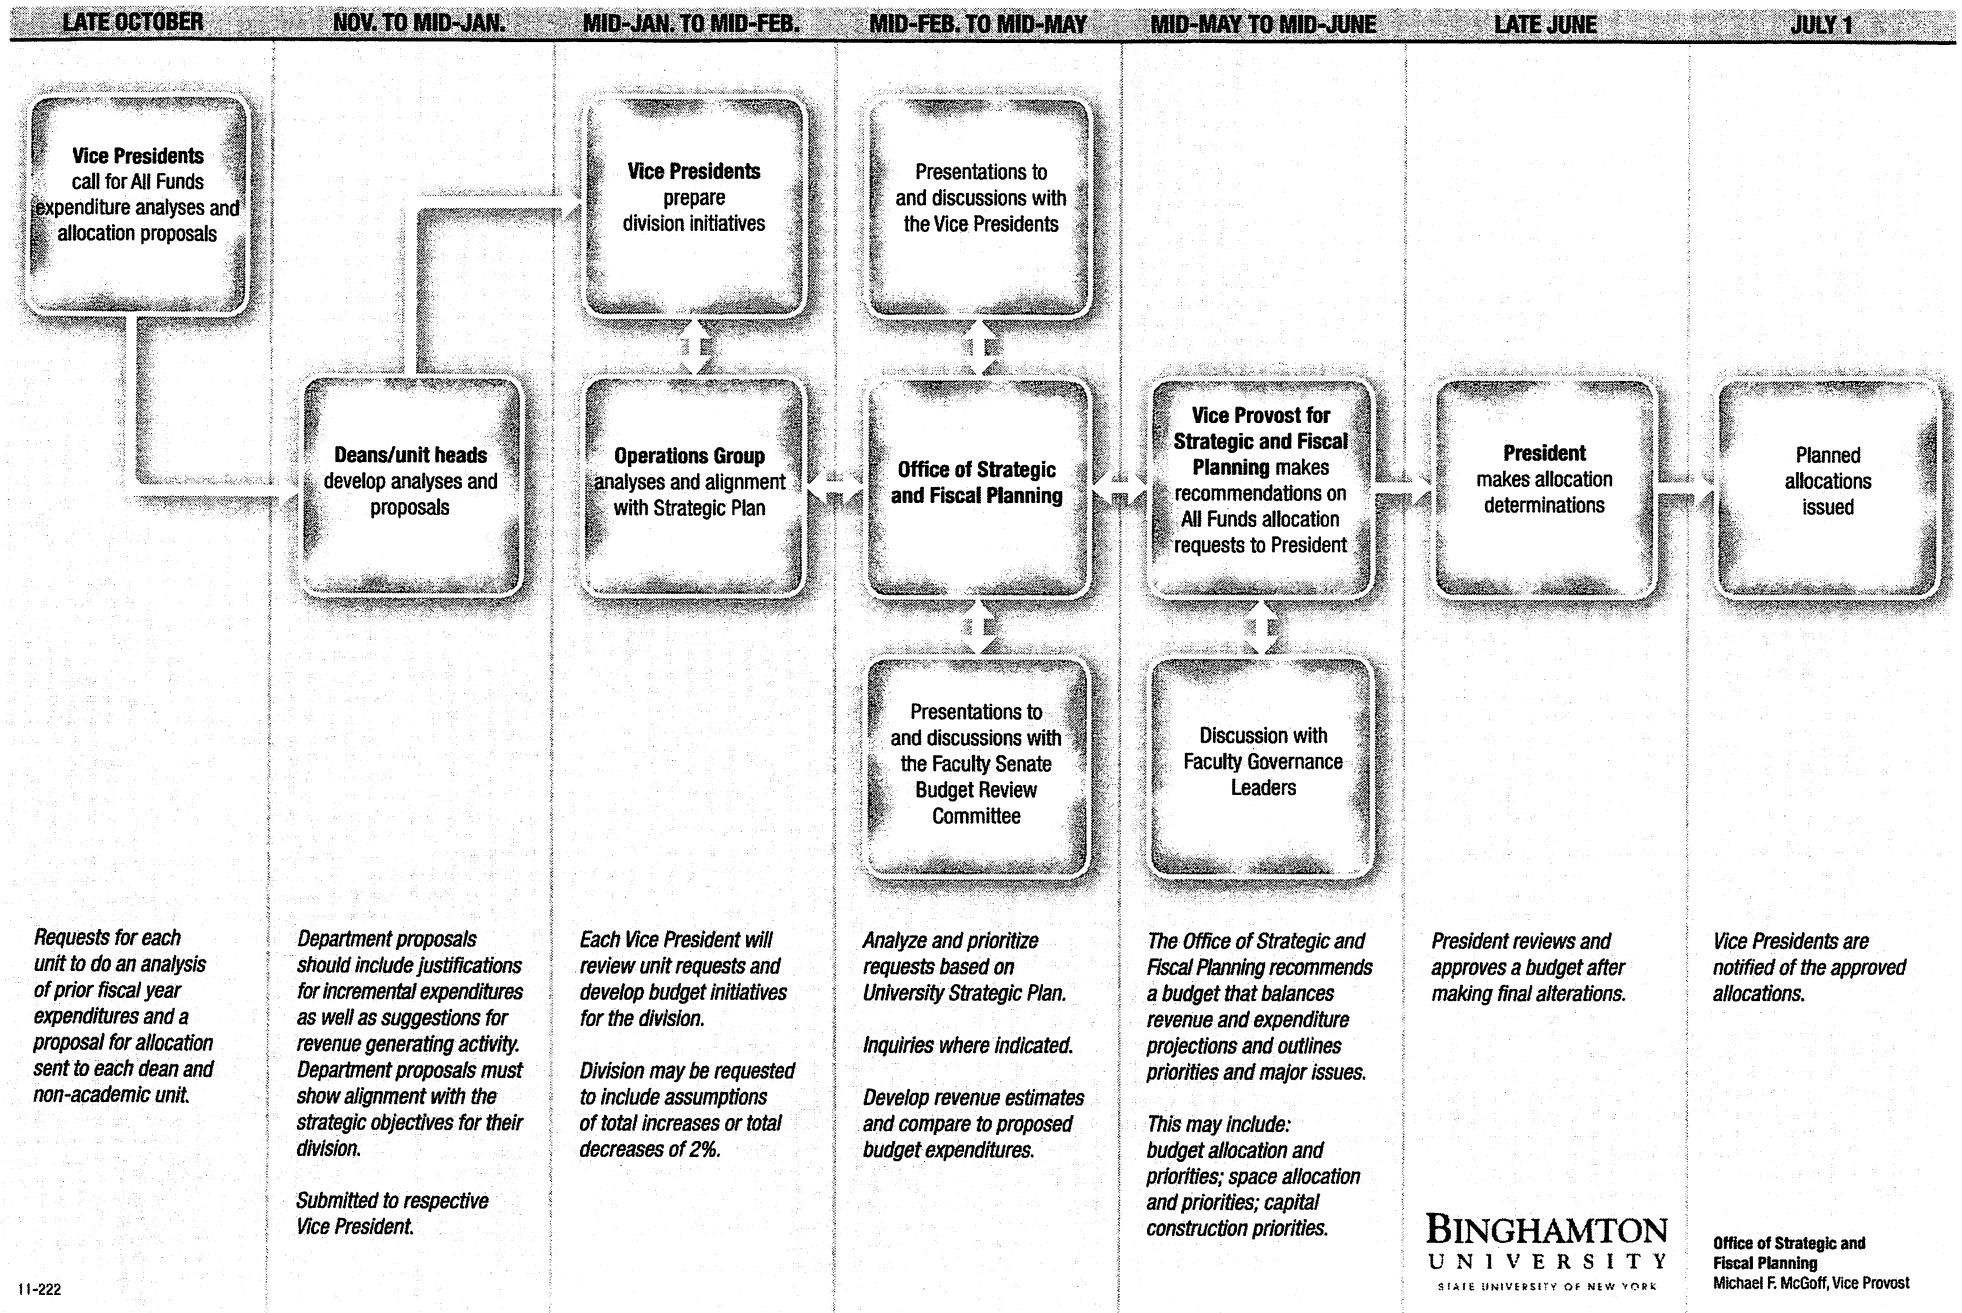 LATE OCTOBER
NOV. TO MID-JAN.
MID-JAN. TO MID-FEB.
MID-FEB. TO MID-MAY
MID-MAY TO MID-JUNE
LATE JUNE
JULY 1
Vice Presidents
call for All Funds
expenditure analyses and
allocation proposals
Deans/unit heads
develop analyses and
proposals
Vice Presidents
prepare
division initiatives
Operations Group
analyses and alignment
with Strategic Plan
Presentations to
and discussions with
the Vice Presidents
Office of Strategic
and Fiscal Planning
Presentations to
and discussions with
the Faculty Senate
Budget Review
Committee
Vice Provost for
Strategic and Fiscal
Planning makes
recommendations on
All Funds allocation
requests to President
Discussion with
Faculty Governance
Leaders
President
makes allocation
determinations
Planned
allocations
issued
Requests for each
unit to do an analysis
of prior fiscal year
expenditures and a
proposal for allocation
sent to each dean and
non-academic unit.
Department proposals
should include justifications
for incremental expenditures
as well as suggestions for
revenue generating activity.
Department proposals must
show alignment with the
strategic objectives for their
division.
Submitted to respective
Vice President.
Each Vice President will
review unit requests and
develop budget initiatives
for the division.
Division may be requested
to include assumptions
of total increases or total
decreases of 2%.
Analyze and prioritize
requests based on
University Strategic Plan.
Inquiries where indicated.
Develop revenue estimates
and compare to proposed
budget expenditures.
The Office of Strategic and
Fiscal Planning recommends
a budget that balances
revenue and expenditure
projections and outlines
priorities and major issues.
This may include:
budget allocation and
priorities; space allocation
and priorities; capital
construction priorities.
President reviews and
approves a budget after
making final alterations.
Vice Presidents are
notified of the approved
allocations.
BINGHAMTON
UNIVERSITY
STATE UNIVERSITY OF NEW YORK
Office of Strategic and
Fiscal Planning
Michael F. McGoff, Vice Provost
11-222